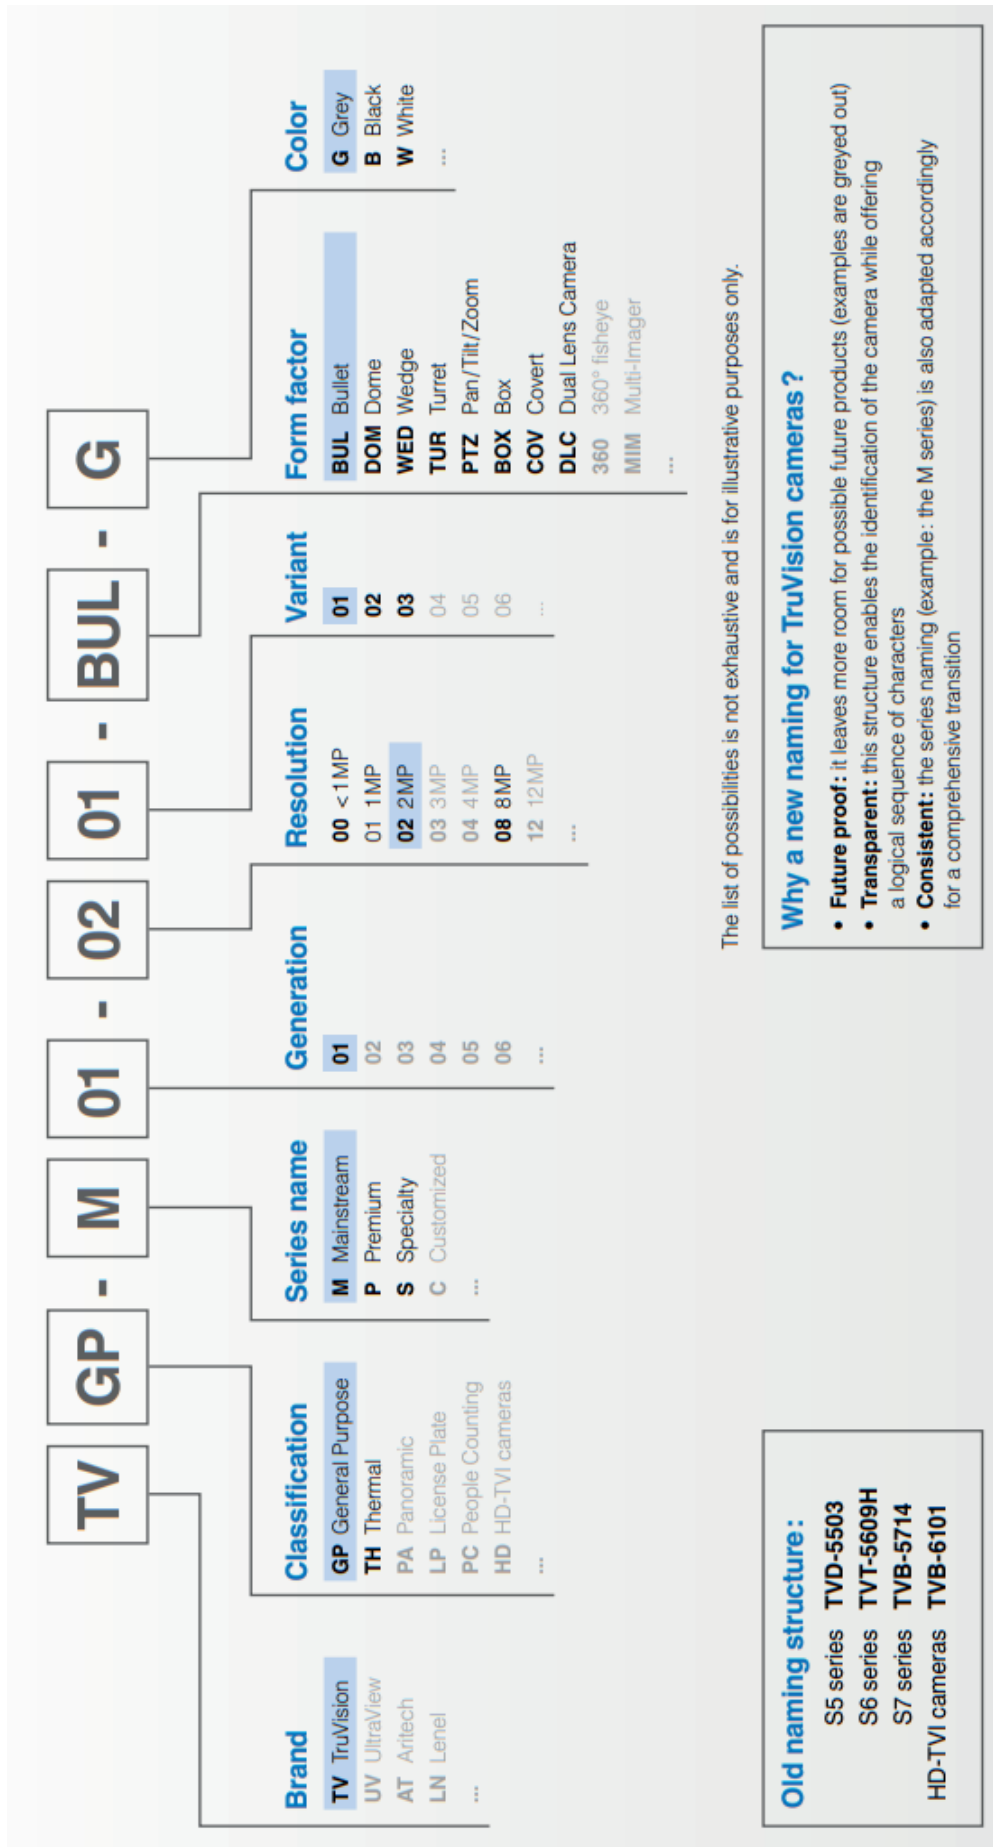 TV GP - M 01 - 02 01 - BUL - G
Brand
TV TruVision
UV UltraView
AT Aritech
LN Lenel
...
Classification
GP General Purpose
TH Thermal
PA Panoramic
LP License Plate
PC People Counting
HD HD-TVI cameras
...
Series name
M Mainstream
P Premium
S Specialty
C Customized
...
Generation
01
02
03
04
05
06
...
Resolution
00 <1MP
01 1MP
02 2MP
03 3MP
04 4MP
08 8MP
12 12MP
...
Variant
01
02
03
04
05
06
...
Form factor
BUL Bullet
DOM Dome
WED Wedge
TUR Turret
PTZ Pan/Tilt/Zoom
BOX Box
COV Covert
DLC Dual Lens Camera
360 360° fisheye
MIM Multi-Imager
...
Color
G Grey
B Black
W White
...
The list of possibilities is not exhaustive and is for illustrative purposes only.
Old naming structure:
S5 series TVD-5503
S6 series TVT-5609H
S7 series TVB-5714
HD-TVI cameras TVB-6101
Why a new naming for TruVision cameras?
• Future proof: it leaves more room for possible future products (examples are greyed out)
• Transparent: this structure enables the identification of the camera while offering
a logical sequence of characters
• Consistent: the series naming (example: the M series) is also adapted accordingly
for a comprehensive transition